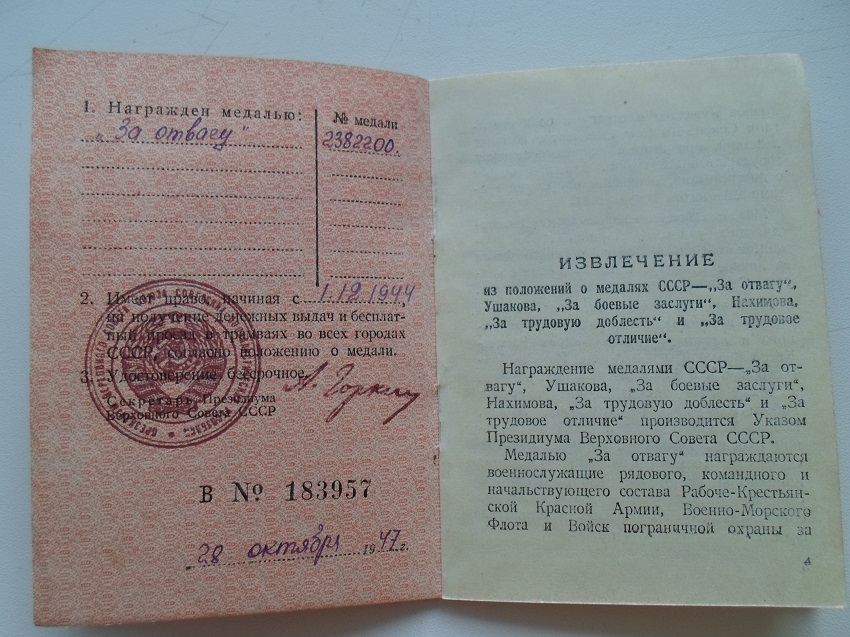 1. Награжден медалью:
№ медали
„За отвагу"
2382200.
2. Имеет право начиная с 1.12.1944
на получение денежных выдач и бесплат-
ный проезд в трамваях во всех городах
СССР, согласно положению о медали.
3. Удостоверение бессрочное.
Секретарь Президиума
Верховного Совета СССР
А. Горкин
В № 183957
28 октября 1947 г.
ИЗВЛЕЧЕНИЕ
из положений о медалях СССР—„За отвагу",
Ушакова, „За боевые заслуги", Нахимова,
„За трудовую доблесть" и „За трудовое
отличие".
Награждение медалями СССР—„За от-
вагу", Ушакова, „За боевые заслуги",
Нахимова, „За трудовую доблесть" и „За
трудовое отличие" производится Указом
Президиума Верховного Совета СССР.
Медалью „За отвагу" награждаются
военнослужащие рядового, командного и
начальствующего состава Рабоче-Крестьян-
ской Красной Армии, Военно-Морского
Флота и Войск пограничной охраны за
4